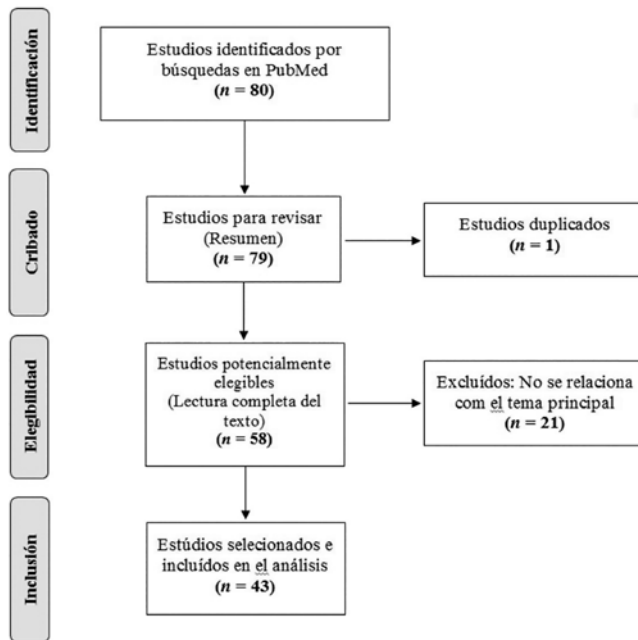 Identificación
Estudios identificados por
búsquedas en PubMed
(n = 80)
Cribado
Estudios para revisar
(Resumen)
(n = 79)
Estudios duplicados
(n = 1)
Elegibilidad
Estudios potencialmente
elegibles
(Lectura completa del
texto)
(n = 58)
Excluídos: No se relaciona
com el tema principal
(n = 21)
Inclusión
Estúdios selecionados e
incluídos en el análisis
(n = 43)